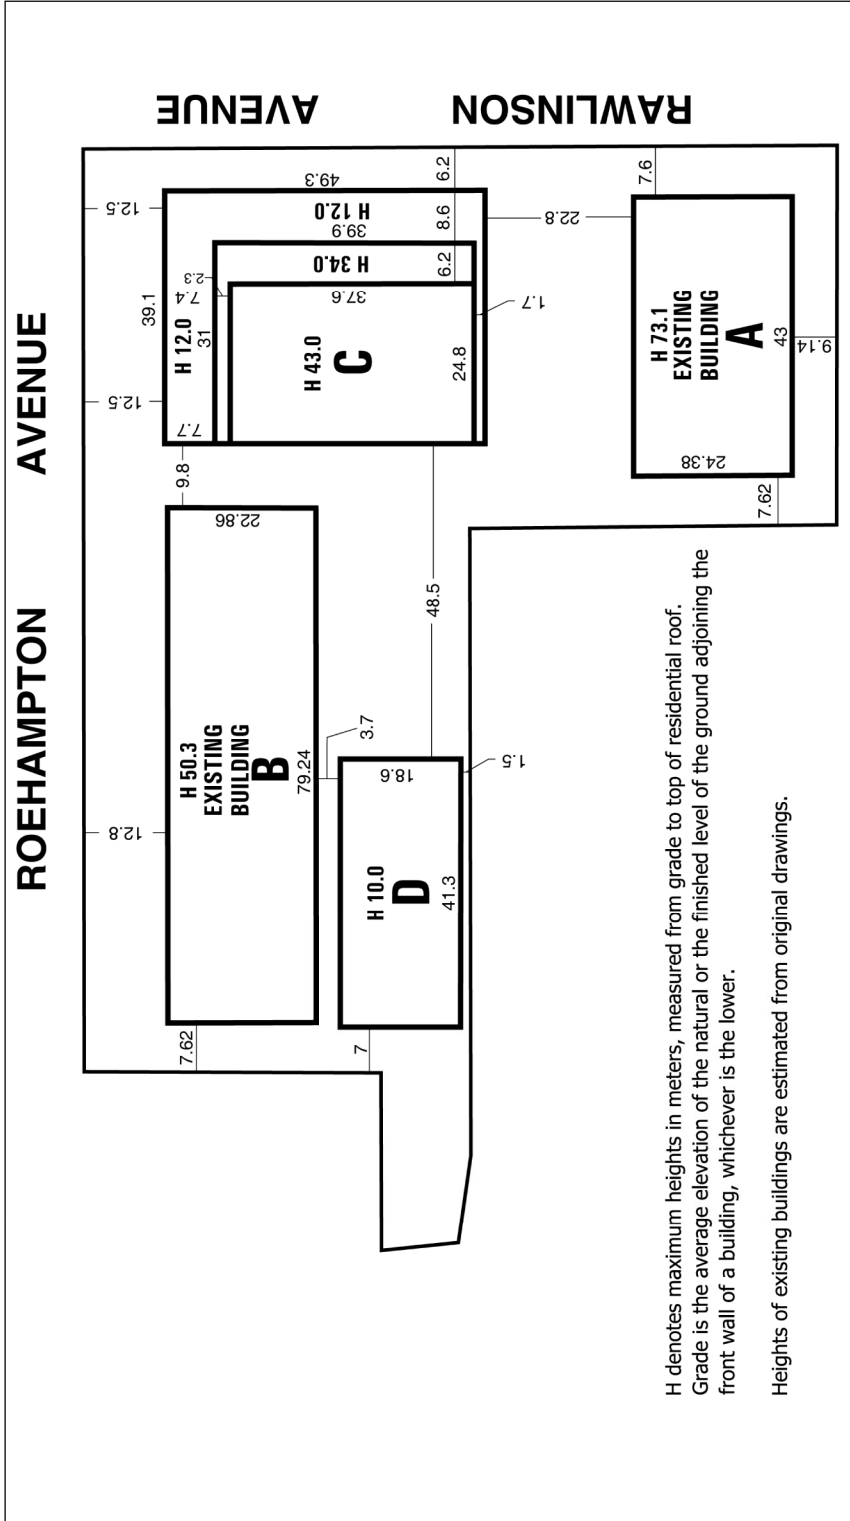 ROEHAMPTON AVENUE
RAWLINSON AVENUE
12.8
12.5
12.5
39.1
7.62
H 50.3
EXISTING
BUILDING
B
79.24
22.86
9.8
7.7
H 12.0
31
7.4
2.3
H 12.0
49.3
39.9
H 34.0
37.6
H 43.0
C
24.8
6.2
8.6
6.2
1.7
22.8
48.5
3.7
7
H 10.0
D
41.3
18.6
1.5
7.6
H 73.1
EXISTING
BUILDING
A
43
24.38
7.62
9.14
H denotes maximum heights in meters, measured from grade to top of residential roof.
Grade is the average elevation of the natural or the finished level of the ground adjoining the
front wall of a building, whichever is the lower.
Heights of existing buildings are estimated from original drawings.